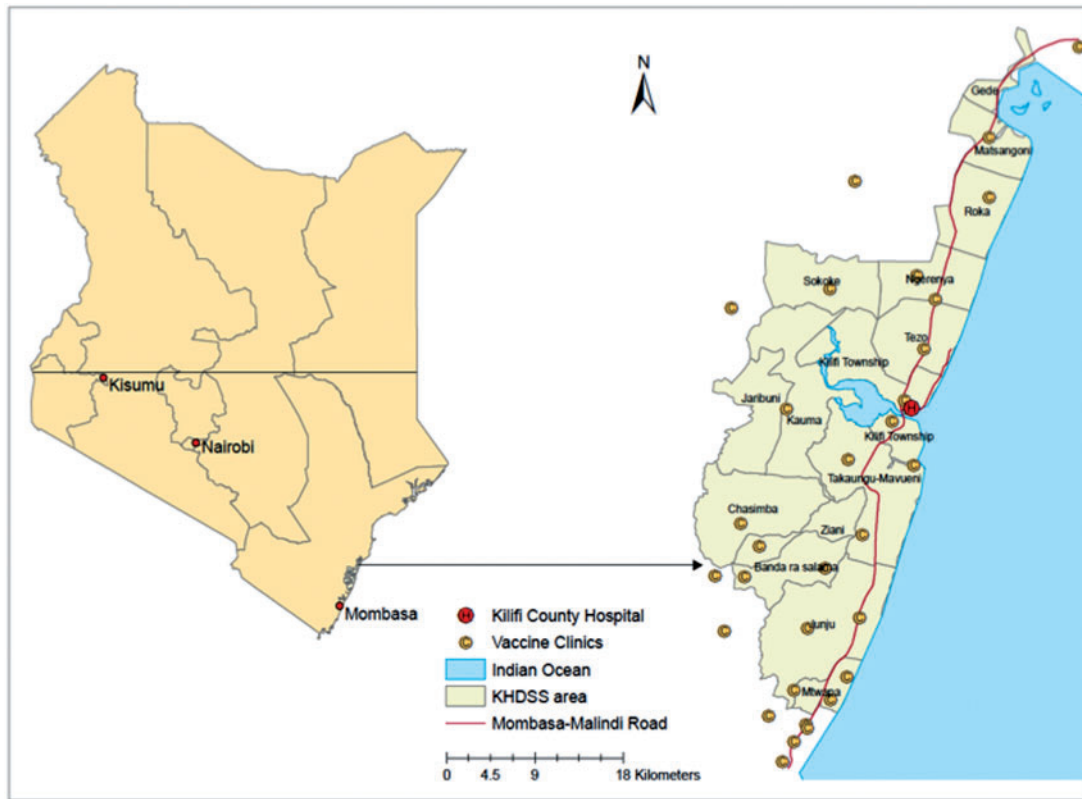 N
Gede
Matsangoni
Roka
Sokoke
Ngerenya
Tezo
Kilifi Township
Jaribuni
Kauma
Kilifi Township
Takaungu-Mavueni
Chasimba
Ziani
Banda ra salama
Junju
Mtwapa
Kisumu
Nairobi
Mombasa
H Kilifi County Hospital
C Vaccine Clinics
Indian Ocean
KHDSS area
Mombasa-Malindi Road
0 4.5 9 18 Kilometers